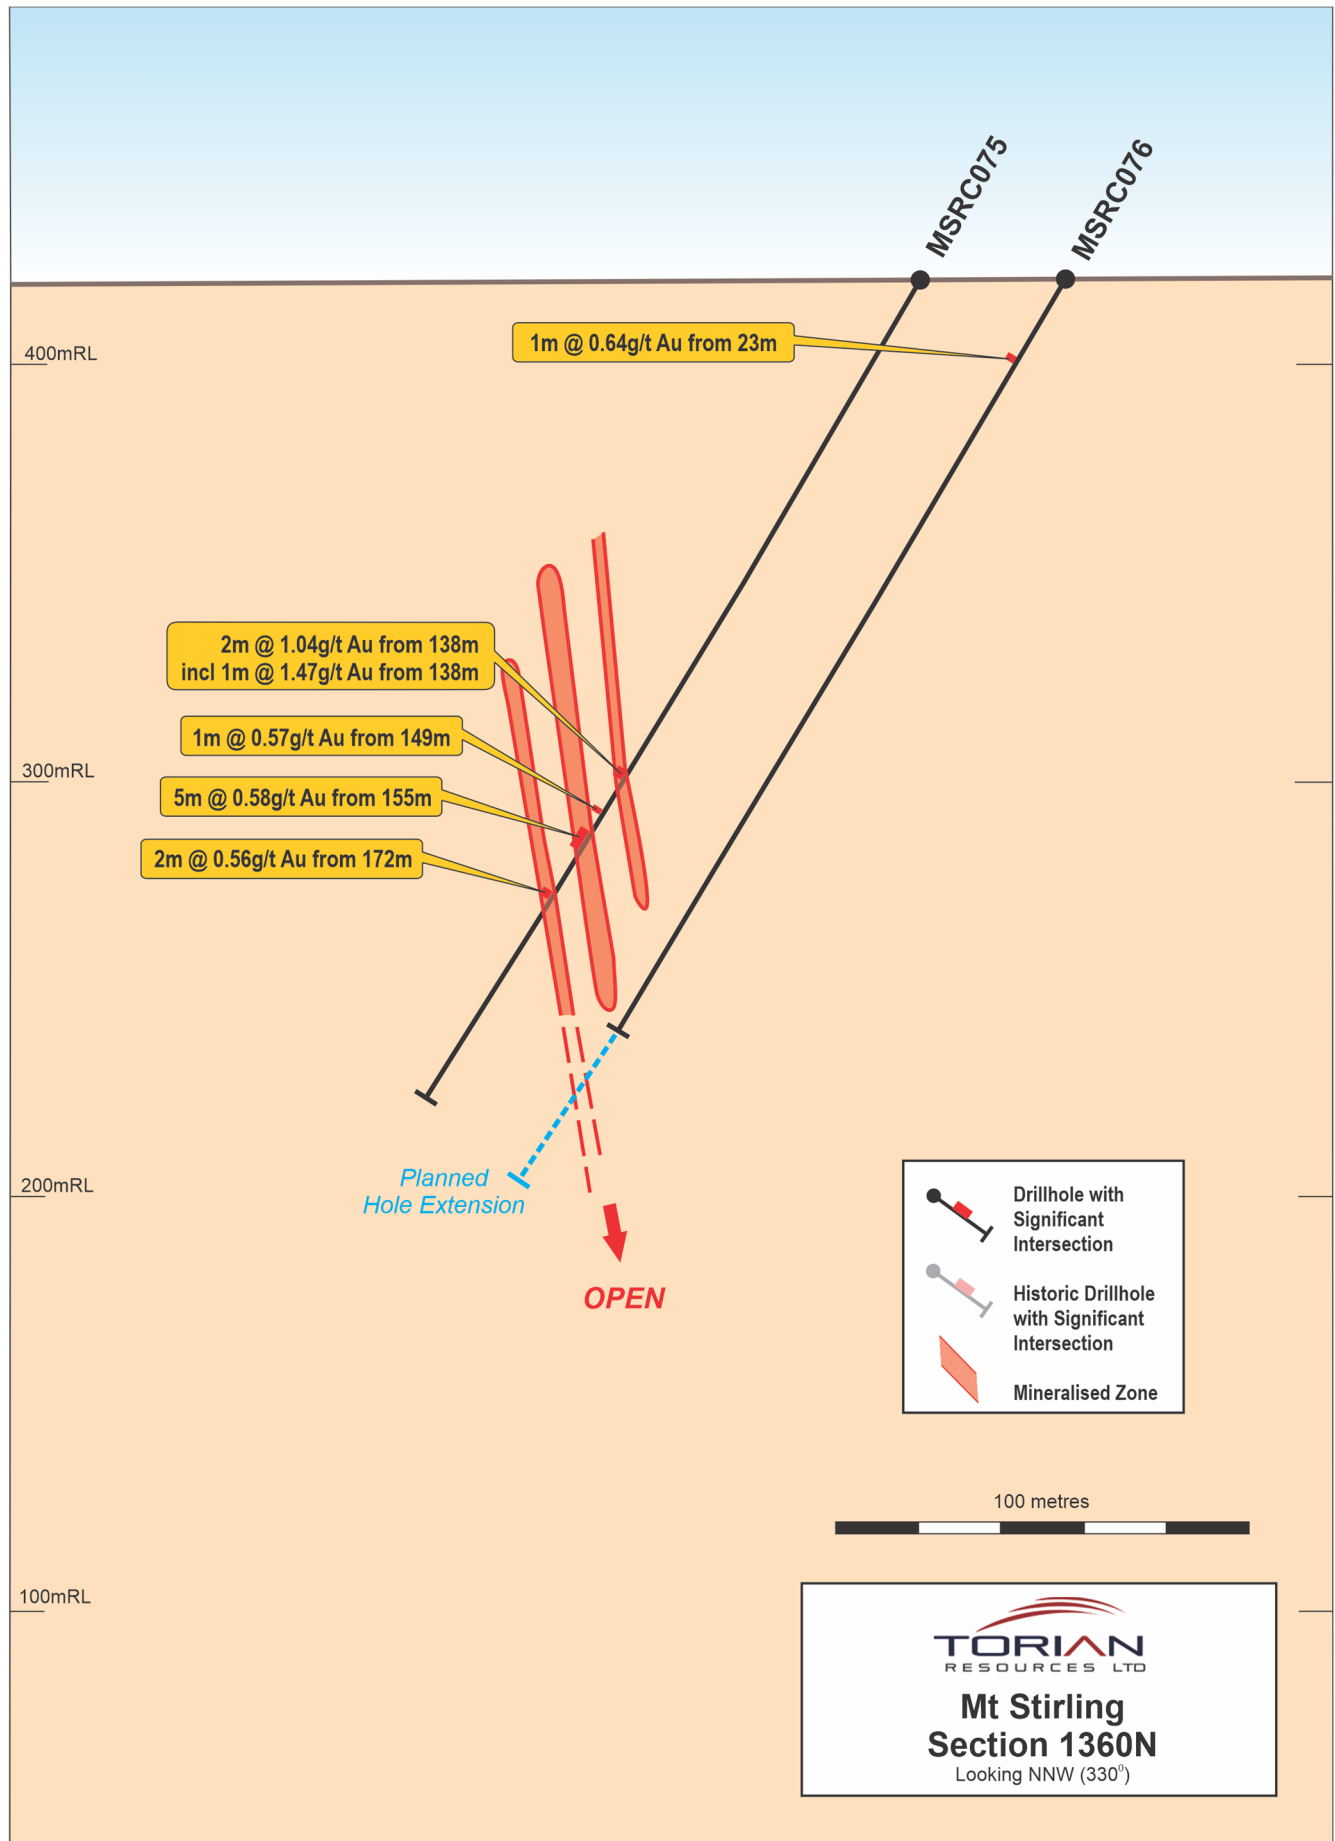 MSRC075
MSRC076
1m @ 0.64g/t Au from 23m
400mRL
2m @ 1.04g/t Au from 138m
incl 1m @ 1.47g/t Au from 138m
1m @ 0.57g/t Au from 149m
300mRL
5m @ 0.58g/t Au from 155m
2m @ 0.56g/t Au from 172m
Planned
Hole Extension
200mRL
OPEN
Drillhole with
Significant
Intersection
Historic Drillhole
with Significant
Intersection
Mineralised Zone
100 metres
100mRL
TORIAN
RESOURCES LTD
Mt Stirling
Section 1360N
Looking NNW (330⁰)